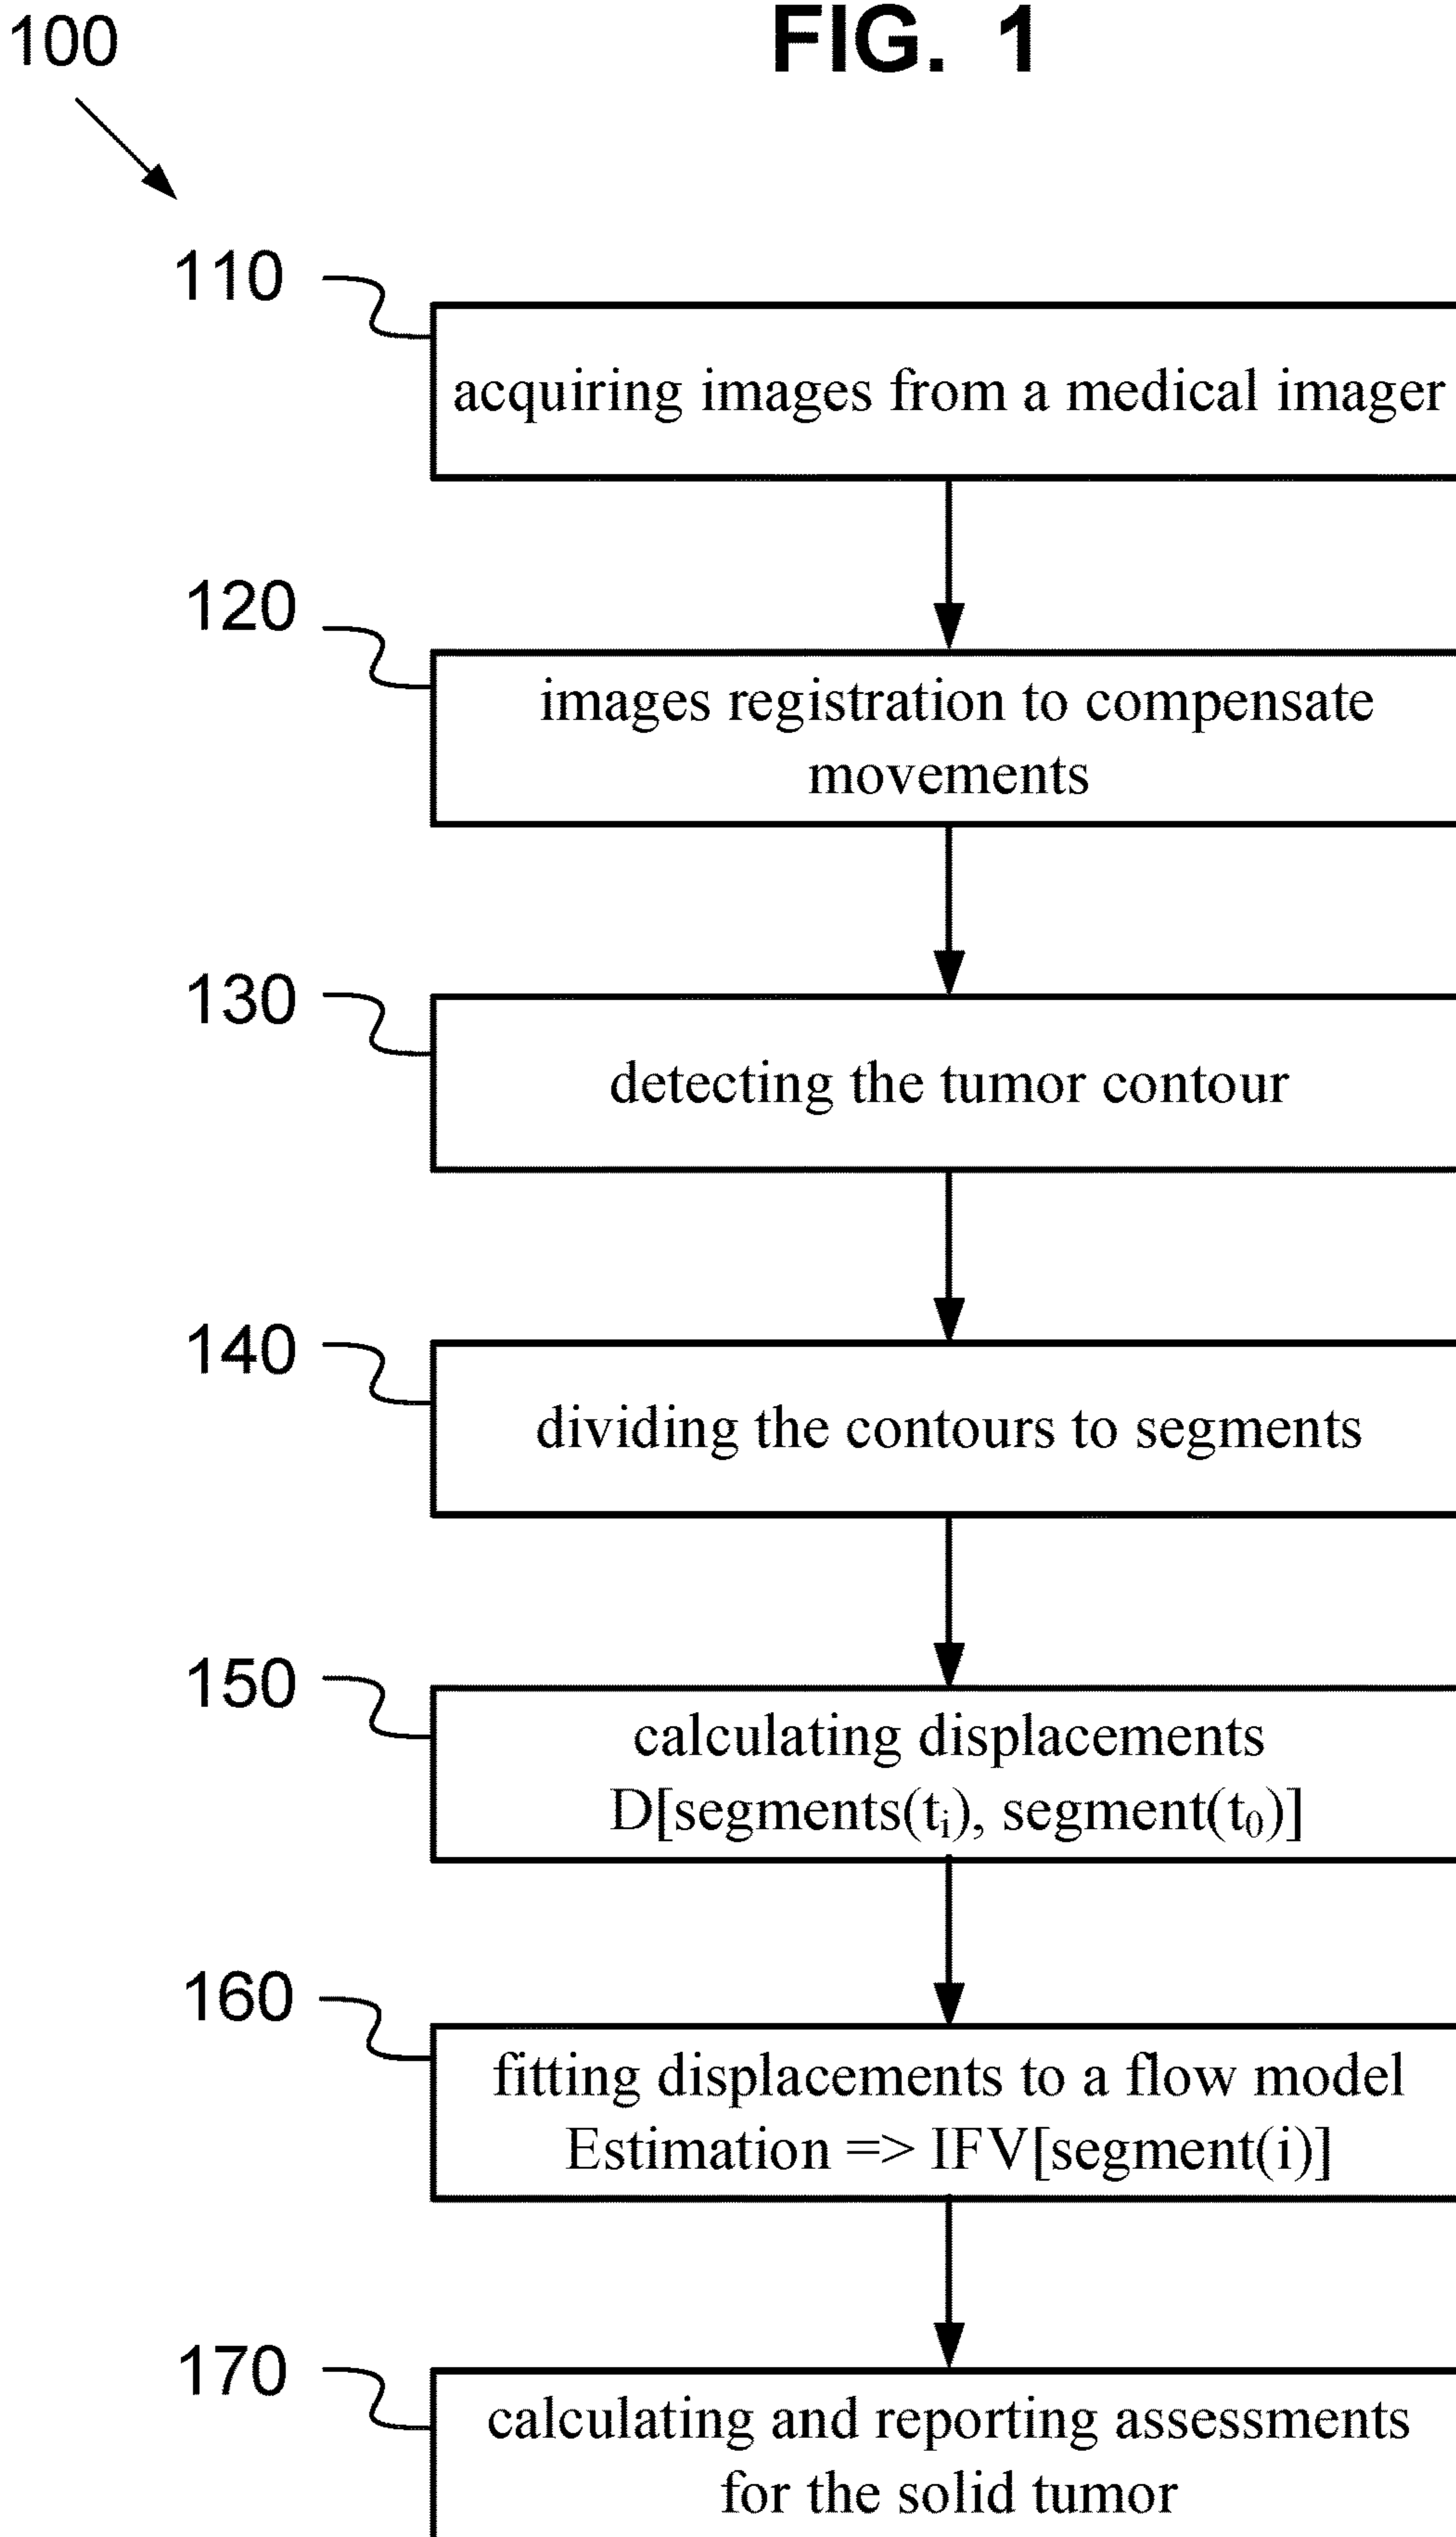 100
FIG. 1
110
acquiring images from a medical imager
120
images registration to compensate
movements
130
detecting the tumor contour
140
dividing the contours to segments
150
calculating displacements
D[segments(tᵢ), segment(t₀)]
160
fitting displacements to a flow model
Estimation => IFV[segment(i)]
170
calculating and reporting assessments
for the solid tumor